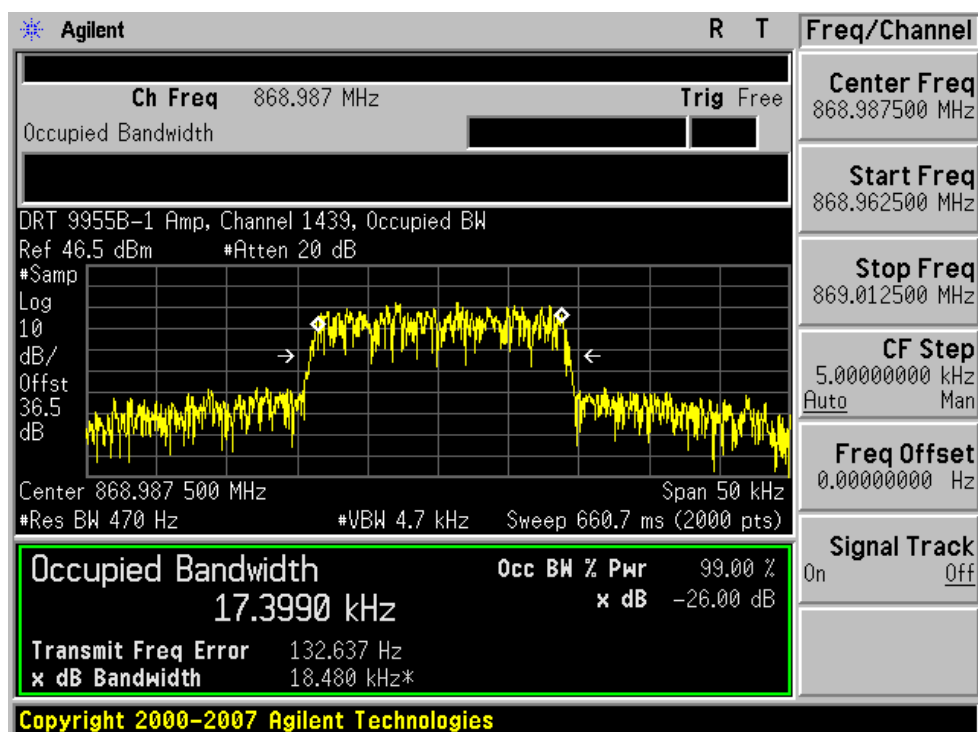 Agilent R T Freq/Channel
Ch Freq 868.987 MHz Trig Free
Occupied Bandwidth
DRT 9955B-1 Amp, Channel 1439, Occupied BW
Ref 46.5 dBm #Atten 20 dB
#Samp
Log
10
dB/
Offst
36.5
dB
Center 868.987 500 MHz Span 50 kHz
#Res BW 470 Hz #VBW 4.7 kHz Sweep 660.7 ms (2000 pts)
Occupied Bandwidth
17.3990 kHz
Occ BW % Pwr 99.00 %
x dB -26.00 dB
Transmit Freq Error 132.637 Hz
x dB Bandwidth 18.480 kHz*
Center Freq
868.987500 MHz
Start Freq
868.962500 MHz
Stop Freq
869.012500 MHz
CF Step
5.00000000 kHz
Auto Man
Freq Offset
0.00000000 Hz
Signal Track
On Off
Copyright 2000-2007 Agilent Technologies